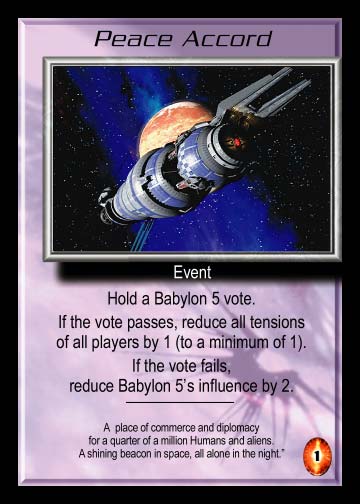 Peace Accord
Event
Hold a Babylon 5 vote.
If the vote passes, reduce all tensions
of all players by 1 (to a minimum of 1).
If the vote fails,
reduce Babylon 5's influence by 2.
A place of commerce and diplomacy
for a quarter of a million Humans and aliens.
A shining beacon in space, all alone in the night."
1